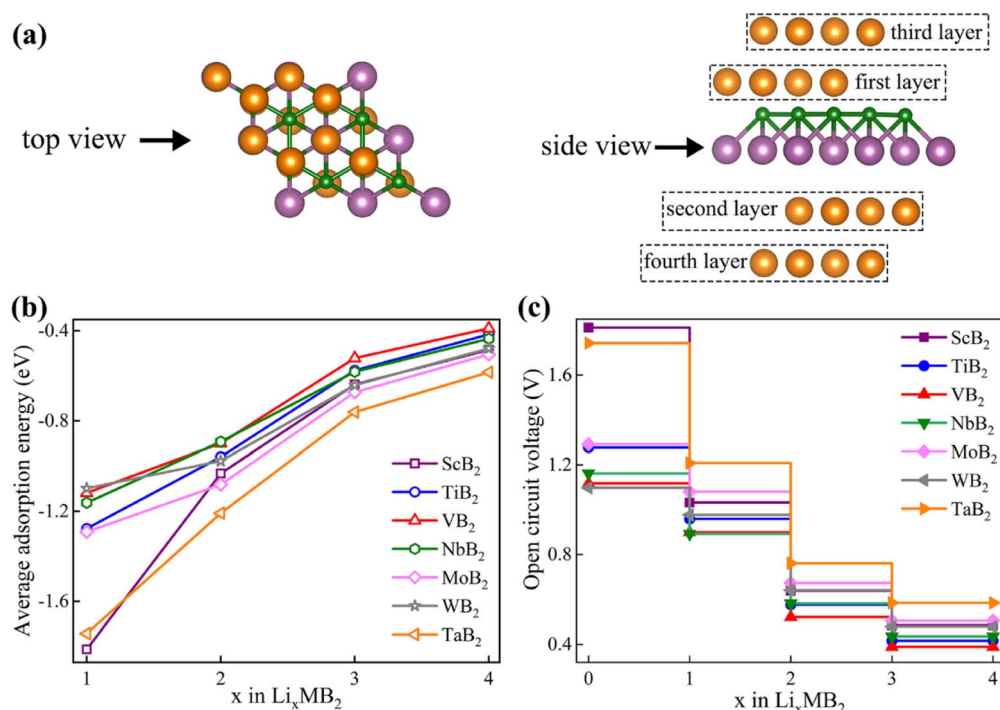 (a)
top view
side view
third layer
first layer
second layer
fourth layer
(b)
Average adsorption energy (eV)
-0.4
-0.8
-1.2
-1.6
1 2 3 4
x in LiₓMB₂
ScB₂
TiB₂
VB₂
NbB₂
MoB₂
WB₂
TaB₂
(c)
Open circuit voltage (V)
1.6
1.2
0.8
0.4
0 1 2 3 4
x in LiₓMB₂
ScB₂
TiB₂
VB₂
NbB₂
MoB₂
WB₂
TaB₂